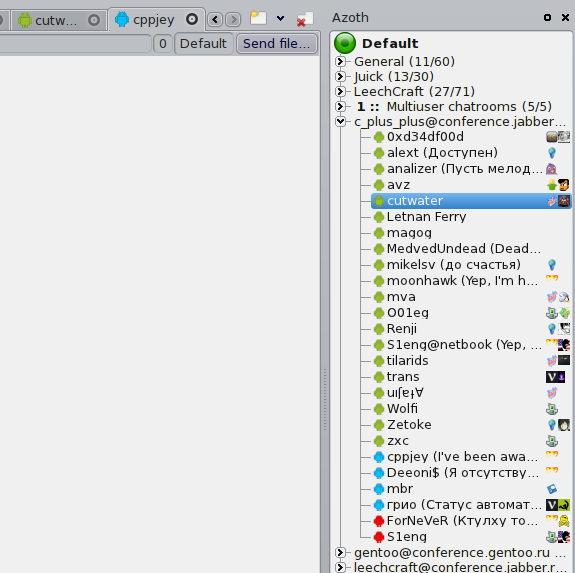 cutw...
cppjey
Azoth
0
Default
Send file...
Default
General (11/60)
Juick (13/30)
LeechCraft (27/71)
1 :: Multiuser chatrooms (5/5)
c_plus_plus@conference.jabber...
0xd34df00d
alext (Доступен)
analizer (Пусть мелод...
avz
cutwater
Letnan Ferry
magog
MedvedUndead (Dead...
mikelsv (до счастья)
moonhawk (Yep, I'm h...
mva
O01eg
Renji
S1eng@netbook (Yep, ...
tilarids
trans
uıʃɐɟ∀
Wolfi
Zetoke
zxc
cppjey (I've been awa...
Deeoni$ (Я отсутству...
mbr
грио (Статус автомат...
ForNeVeR (Ктулху то...
S1eng
gentoo@conference.gentoo.ru ...
leechcraft@conference.jabber.r...